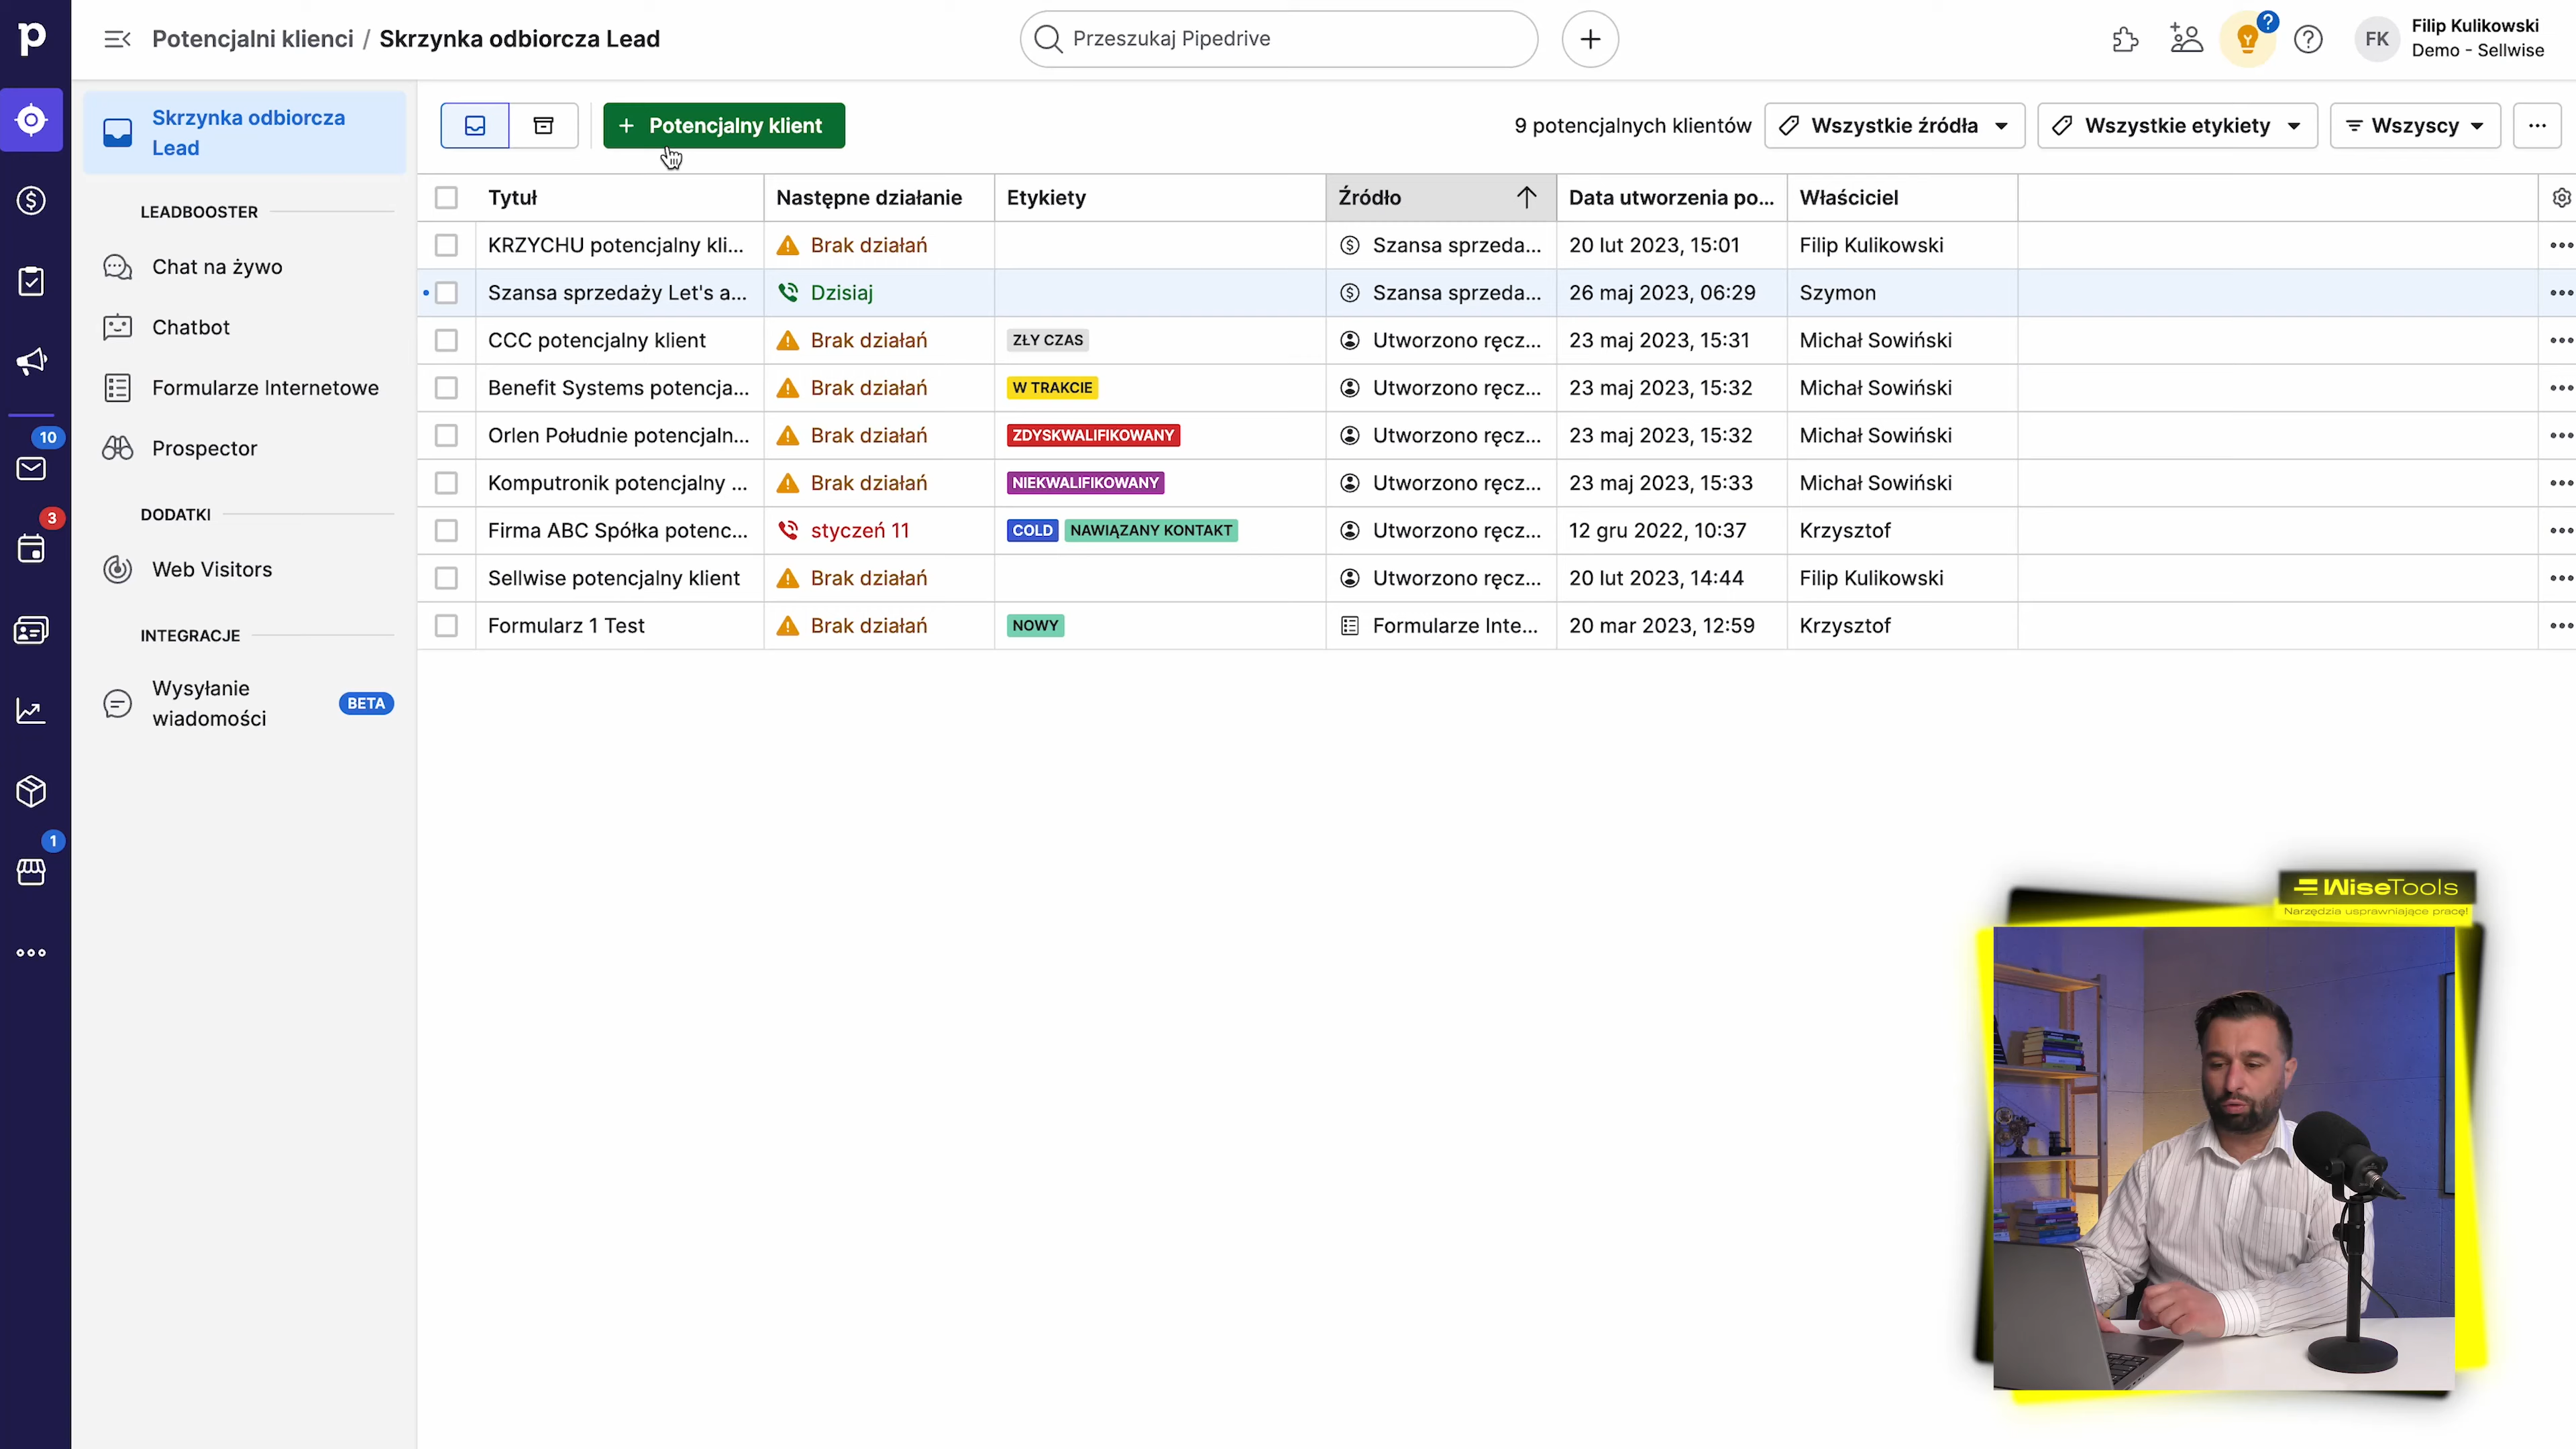 p
Potencjalni klienci / Skrzynka odbiorcza Lead
Przeszukaj Pipedrive
?
FK
Filip Kulikowski
Demo - Sellwise
Skrzynka odbiorcza
Lead
LEADBOOSTER
Chat na żywo
Chatbot
Formularze Internetowe
Prospector
DODATKI
Web Visitors
INTEGRACJE
Wysyłanie
wiadomości
BETA
10
3
1
+ Potencjalny klient
9 potencjalnych klientów
Wszystkie źródła
Wszystkie etykiety
Wszyscy
Tytuł Następne działanie Etykiety Źródło Data utworzenia po... Właściciel
KRZYCHU potencjalny kli... Brak działań Szansa sprzeda... 20 lut 2023, 15:01 Filip Kulikowski
Szansa sprzedaży Let's a... Dzisiaj Szansa sprzeda... 26 maj 2023, 06:29 Szymon
CCC potencjalny klient Brak działań ZŁY CZAS Utworzono ręcz... 23 maj 2023, 15:31 Michał Sowiński
Benefit Systems potencja... Brak działań W TRAKCIE Utworzono ręcz... 23 maj 2023, 15:32 Michał Sowiński
Orlen Południe potencjaln... Brak działań ZDYSKWALIFIKOWANY Utworzono ręcz... 23 maj 2023, 15:32 Michał Sowiński
Komputronik potencjalny ... Brak działań NIEKWALIFIKOWANY Utworzono ręcz... 23 maj 2023, 15:33 Michał Sowiński
Firma ABC Spółka potenc... styczeń 11 COLD NAWIĄZANY KONTAKT Utworzono ręcz... 12 gru 2022, 10:37 Krzysztof
Sellwise potencjalny klient Brak działań Utworzono ręcz... 20 lut 2023, 14:44 Filip Kulikowski
Formularz 1 Test Brak działań NOWY Formularze Inte... 20 mar 2023, 12:59 Krzysztof
WiseTools
Narzędzia usprawniające pracę!